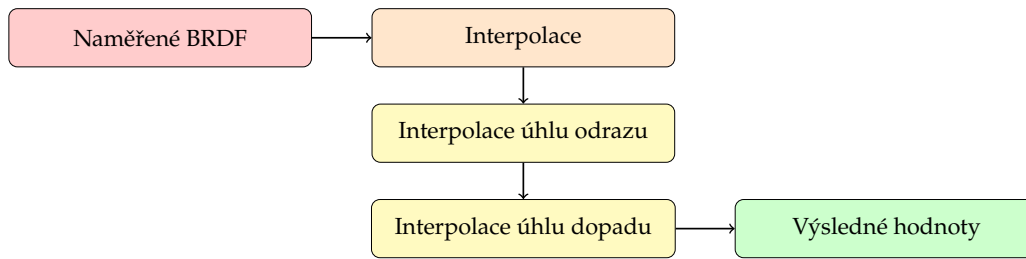 Naměřené BRDF
Interpolace
Interpolace úhlu odrazu
Interpolace úhlu dopadu
Výsledné hodnoty